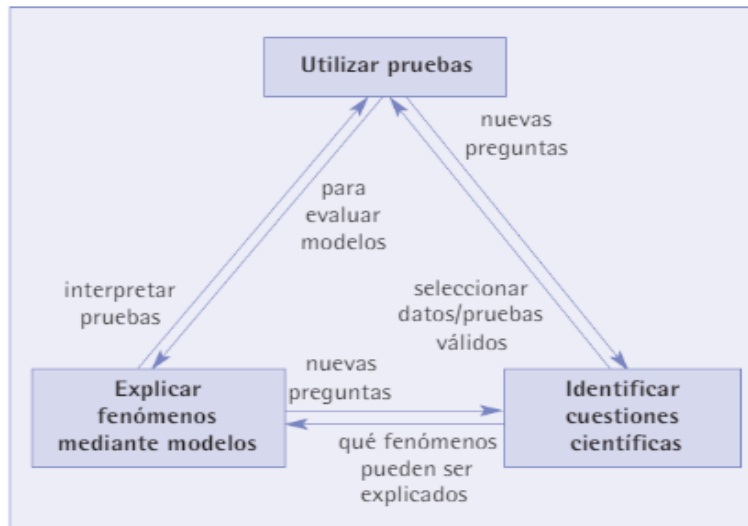 Utilizar pruebas
nuevas
preguntas
para
evaluar
modelos
interpretar
pruebas
seleccionar
datos/pruebas
válidos
Explicar
fenómenos
mediante modelos
nuevas
preguntas
Identificar
cuestiones
científicas
qué fenómenos
pueden ser
explicados